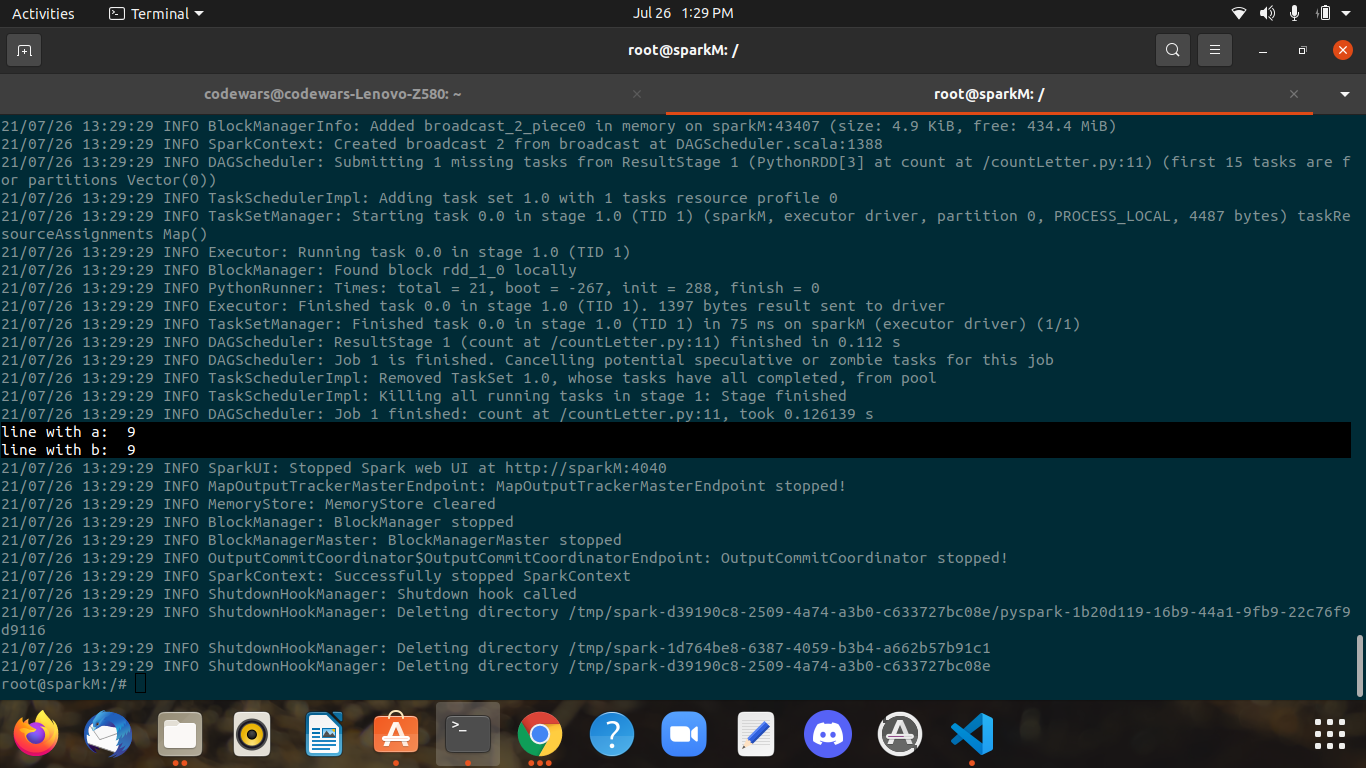 Activities Terminal Jul 26 1:29 PM
root@sparkM: /
codewars@codewars-Lenovo-Z580: ~ root@sparkM: /
21/07/26 13:29:29 INFO BlockManagerInfo: Added broadcast_2_piece0 in memory on sparkM:43407 (size: 4.9 KiB, free: 434.4 MiB)
21/07/26 13:29:29 INFO SparkContext: Created broadcast 2 from broadcast at DAGScheduler.scala:1388
21/07/26 13:29:29 INFO DAGScheduler: Submitting 1 missing tasks from ResultStage 1 (PythonRDD[3] at count at /countLetter.py:11) (first 15 tasks are f
or partitions Vector(0))
21/07/26 13:29:29 INFO TaskSchedulerImpl: Adding task set 1.0 with 1 tasks resource profile 0
21/07/26 13:29:29 INFO TaskSetManager: Starting task 0.0 in stage 1.0 (TID 1) (sparkM, executor driver, partition 0, PROCESS_LOCAL, 4487 bytes) taskRe
sourceAssignments Map()
21/07/26 13:29:29 INFO Executor: Running task 0.0 in stage 1.0 (TID 1)
21/07/26 13:29:29 INFO BlockManager: Found block rdd_1_0 locally
21/07/26 13:29:29 INFO PythonRunner: Times: total = 21, boot = -267, init = 288, finish = 0
21/07/26 13:29:29 INFO Executor: Finished task 0.0 in stage 1.0 (TID 1). 1397 bytes result sent to driver
21/07/26 13:29:29 INFO TaskSetManager: Finished task 0.0 in stage 1.0 (TID 1) in 75 ms on sparkM (executor driver) (1/1)
21/07/26 13:29:29 INFO DAGScheduler: ResultStage 1 (count at /countLetter.py:11) finished in 0.112 s
21/07/26 13:29:29 INFO DAGScheduler: Job 1 is finished. Cancelling potential speculative or zombie tasks for this job
21/07/26 13:29:29 INFO TaskSchedulerImpl: Removed TaskSet 1.0, whose tasks have all completed, from pool
21/07/26 13:29:29 INFO TaskSchedulerImpl: Killing all running tasks in stage 1: Stage finished
21/07/26 13:29:29 INFO DAGScheduler: Job 1 finished: count at /countLetter.py:11, took 0.126139 s
line with a:  9
line with b:  9
21/07/26 13:29:29 INFO SparkUI: Stopped Spark web UI at http://sparkM:4040
21/07/26 13:29:29 INFO MapOutputTrackerMasterEndpoint: MapOutputTrackerMasterEndpoint stopped!
21/07/26 13:29:29 INFO MemoryStore: MemoryStore cleared
21/07/26 13:29:29 INFO BlockManager: BlockManager stopped
21/07/26 13:29:29 INFO BlockManagerMaster: BlockManagerMaster stopped
21/07/26 13:29:29 INFO OutputCommitCoordinator$OutputCommitCoordinatorEndpoint: OutputCommitCoordinator stopped!
21/07/26 13:29:29 INFO SparkContext: Successfully stopped SparkContext
21/07/26 13:29:29 INFO ShutdownHookManager: Shutdown hook called
21/07/26 13:29:29 INFO ShutdownHookManager: Deleting directory /tmp/spark-d39190c8-2509-4a74-a3b0-c633727bc08e/pyspark-1b20d119-16b9-44a1-9fb9-22c76f9
d9116
21/07/26 13:29:29 INFO ShutdownHookManager: Deleting directory /tmp/spark-1d764be8-6387-4059-b3b4-a662b57b91c1
21/07/26 13:29:29 INFO ShutdownHookManager: Deleting directory /tmp/spark-d39190c8-2509-4a74-a3b0-c633727bc08e
root@sparkM:/#